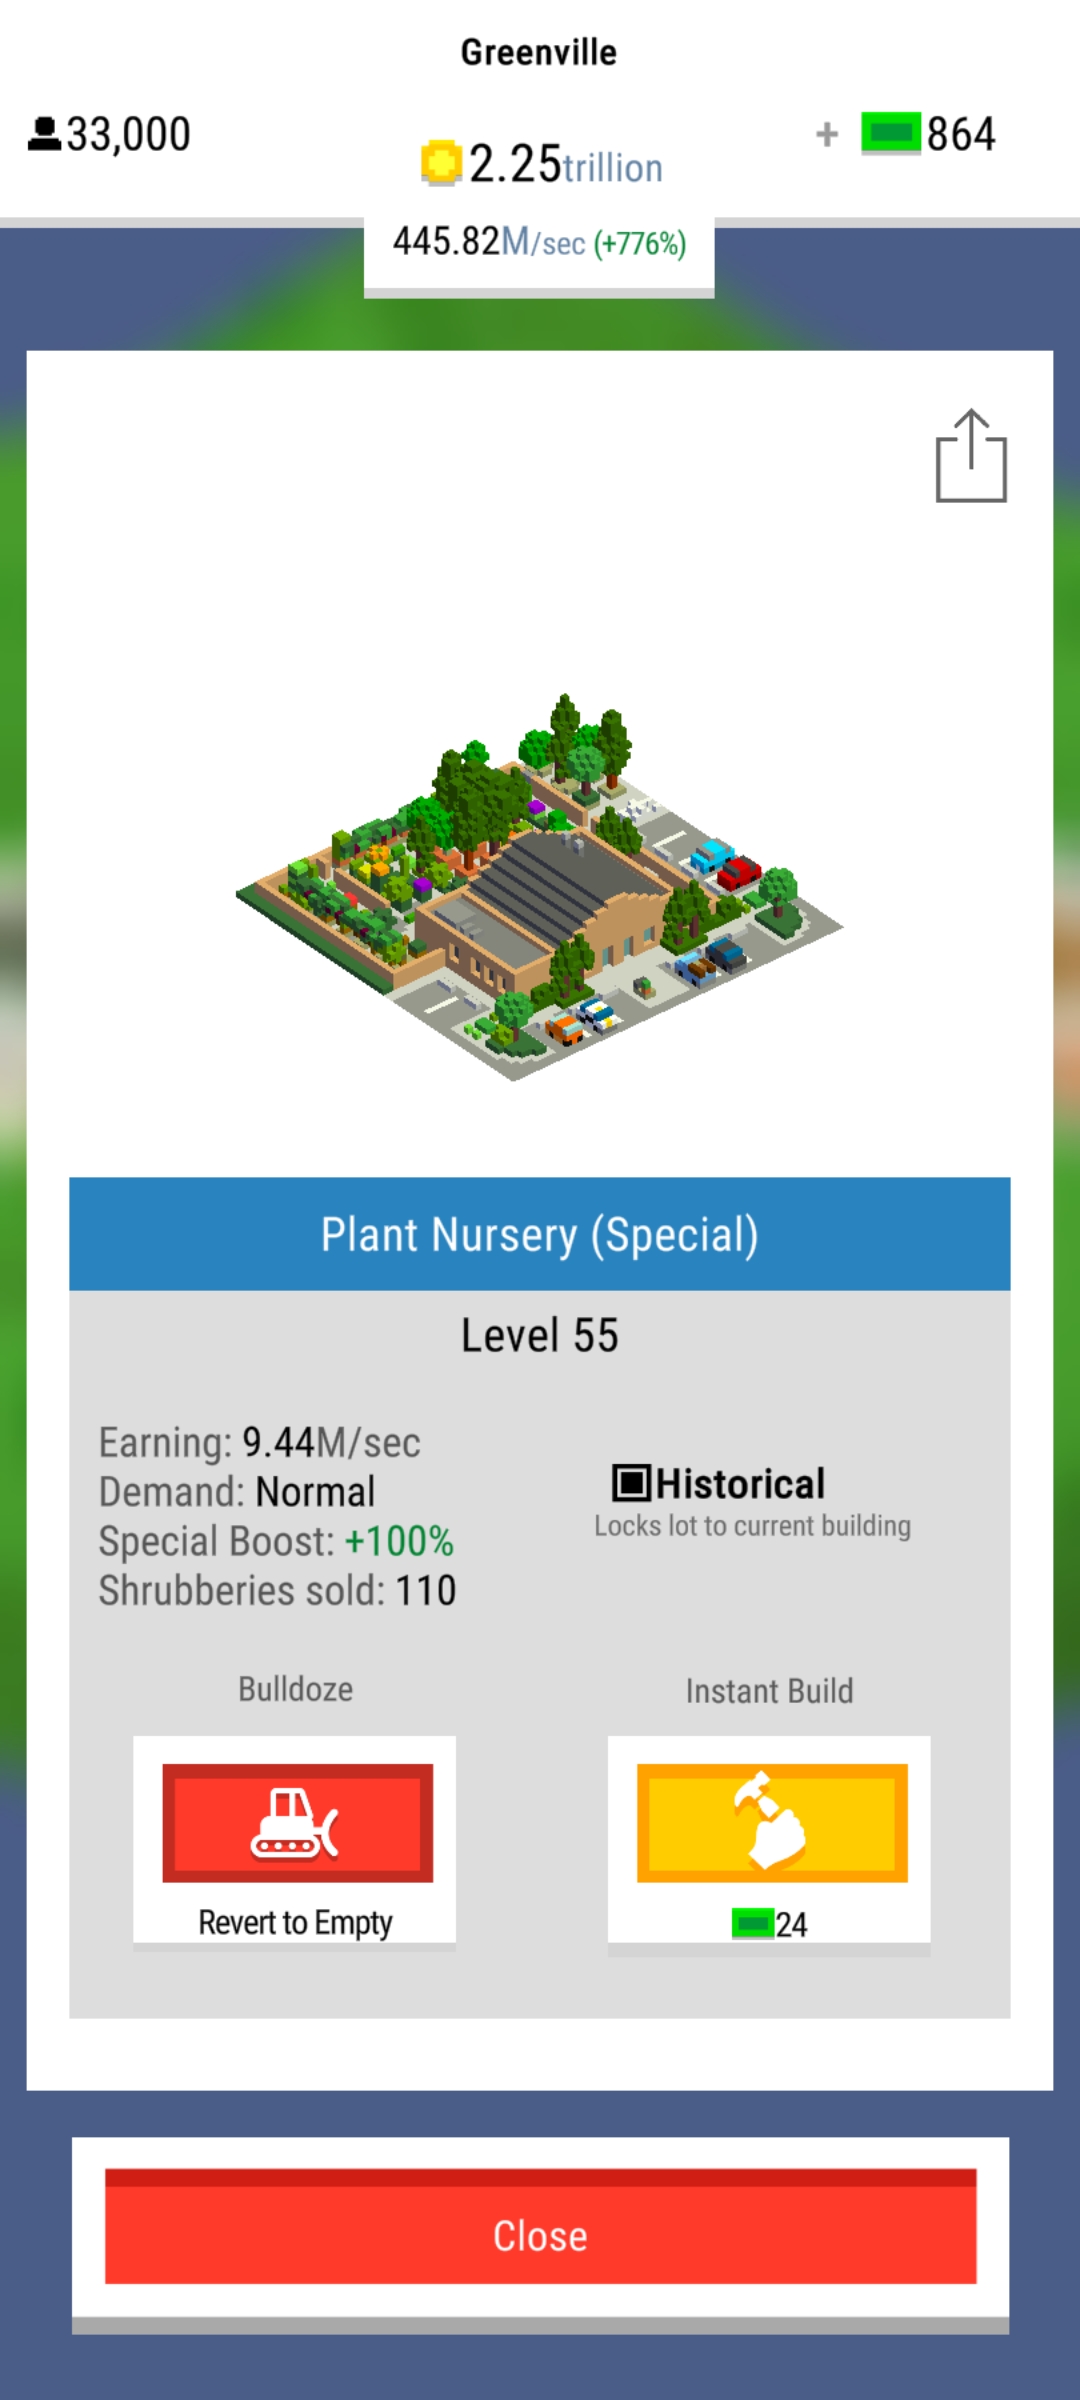 Greenville
33,000
2.25trillion
+ 864
445.82M/sec (+776%)
Plant Nursery (Special)
Level 55
Earning: 9.44M/sec
Demand: Normal
Special Boost: +100%
Shrubberies sold: 110
Historical
Locks lot to current building
Bulldoze
Instant Build
Revert to Empty
24
Close